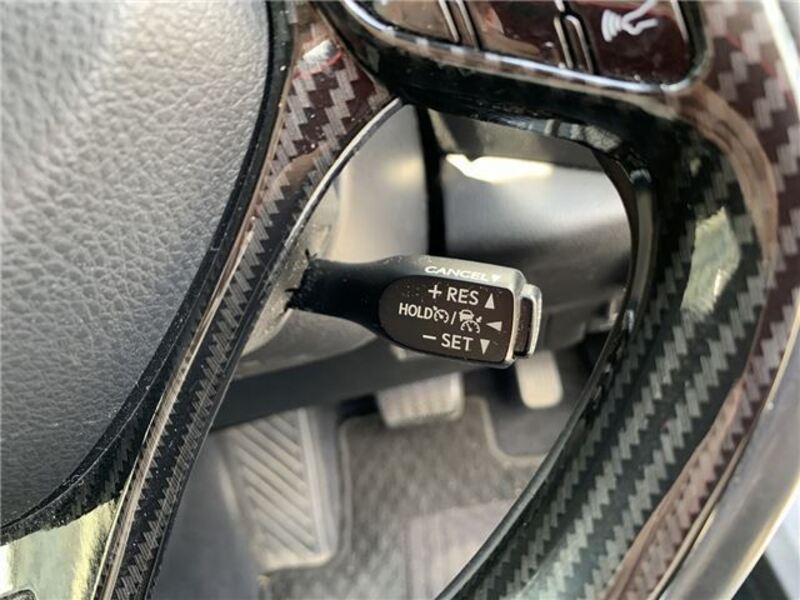 CANCEL▼
+ RES ▲
HOLD / ◀
− SET ▼